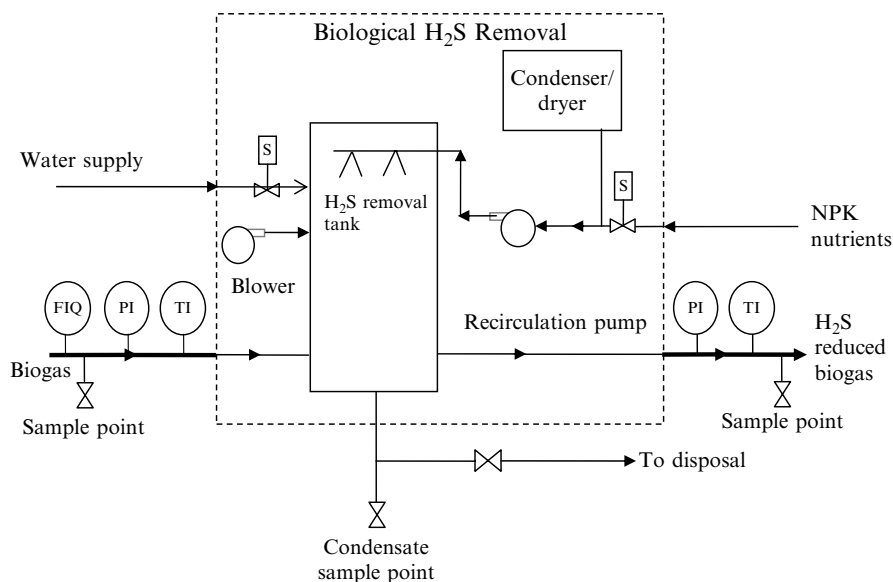 Biological H₂S Removal
Condenser/
dryer
S
Water supply
S
H₂S removal
tank
NPK
nutrients
Blower
FIQ
PI
TI
Recirculation pump
PI
TI
H₂S
reduced
biogas
Biogas
Sample point
Sample point
To disposal
Condensate
sample point